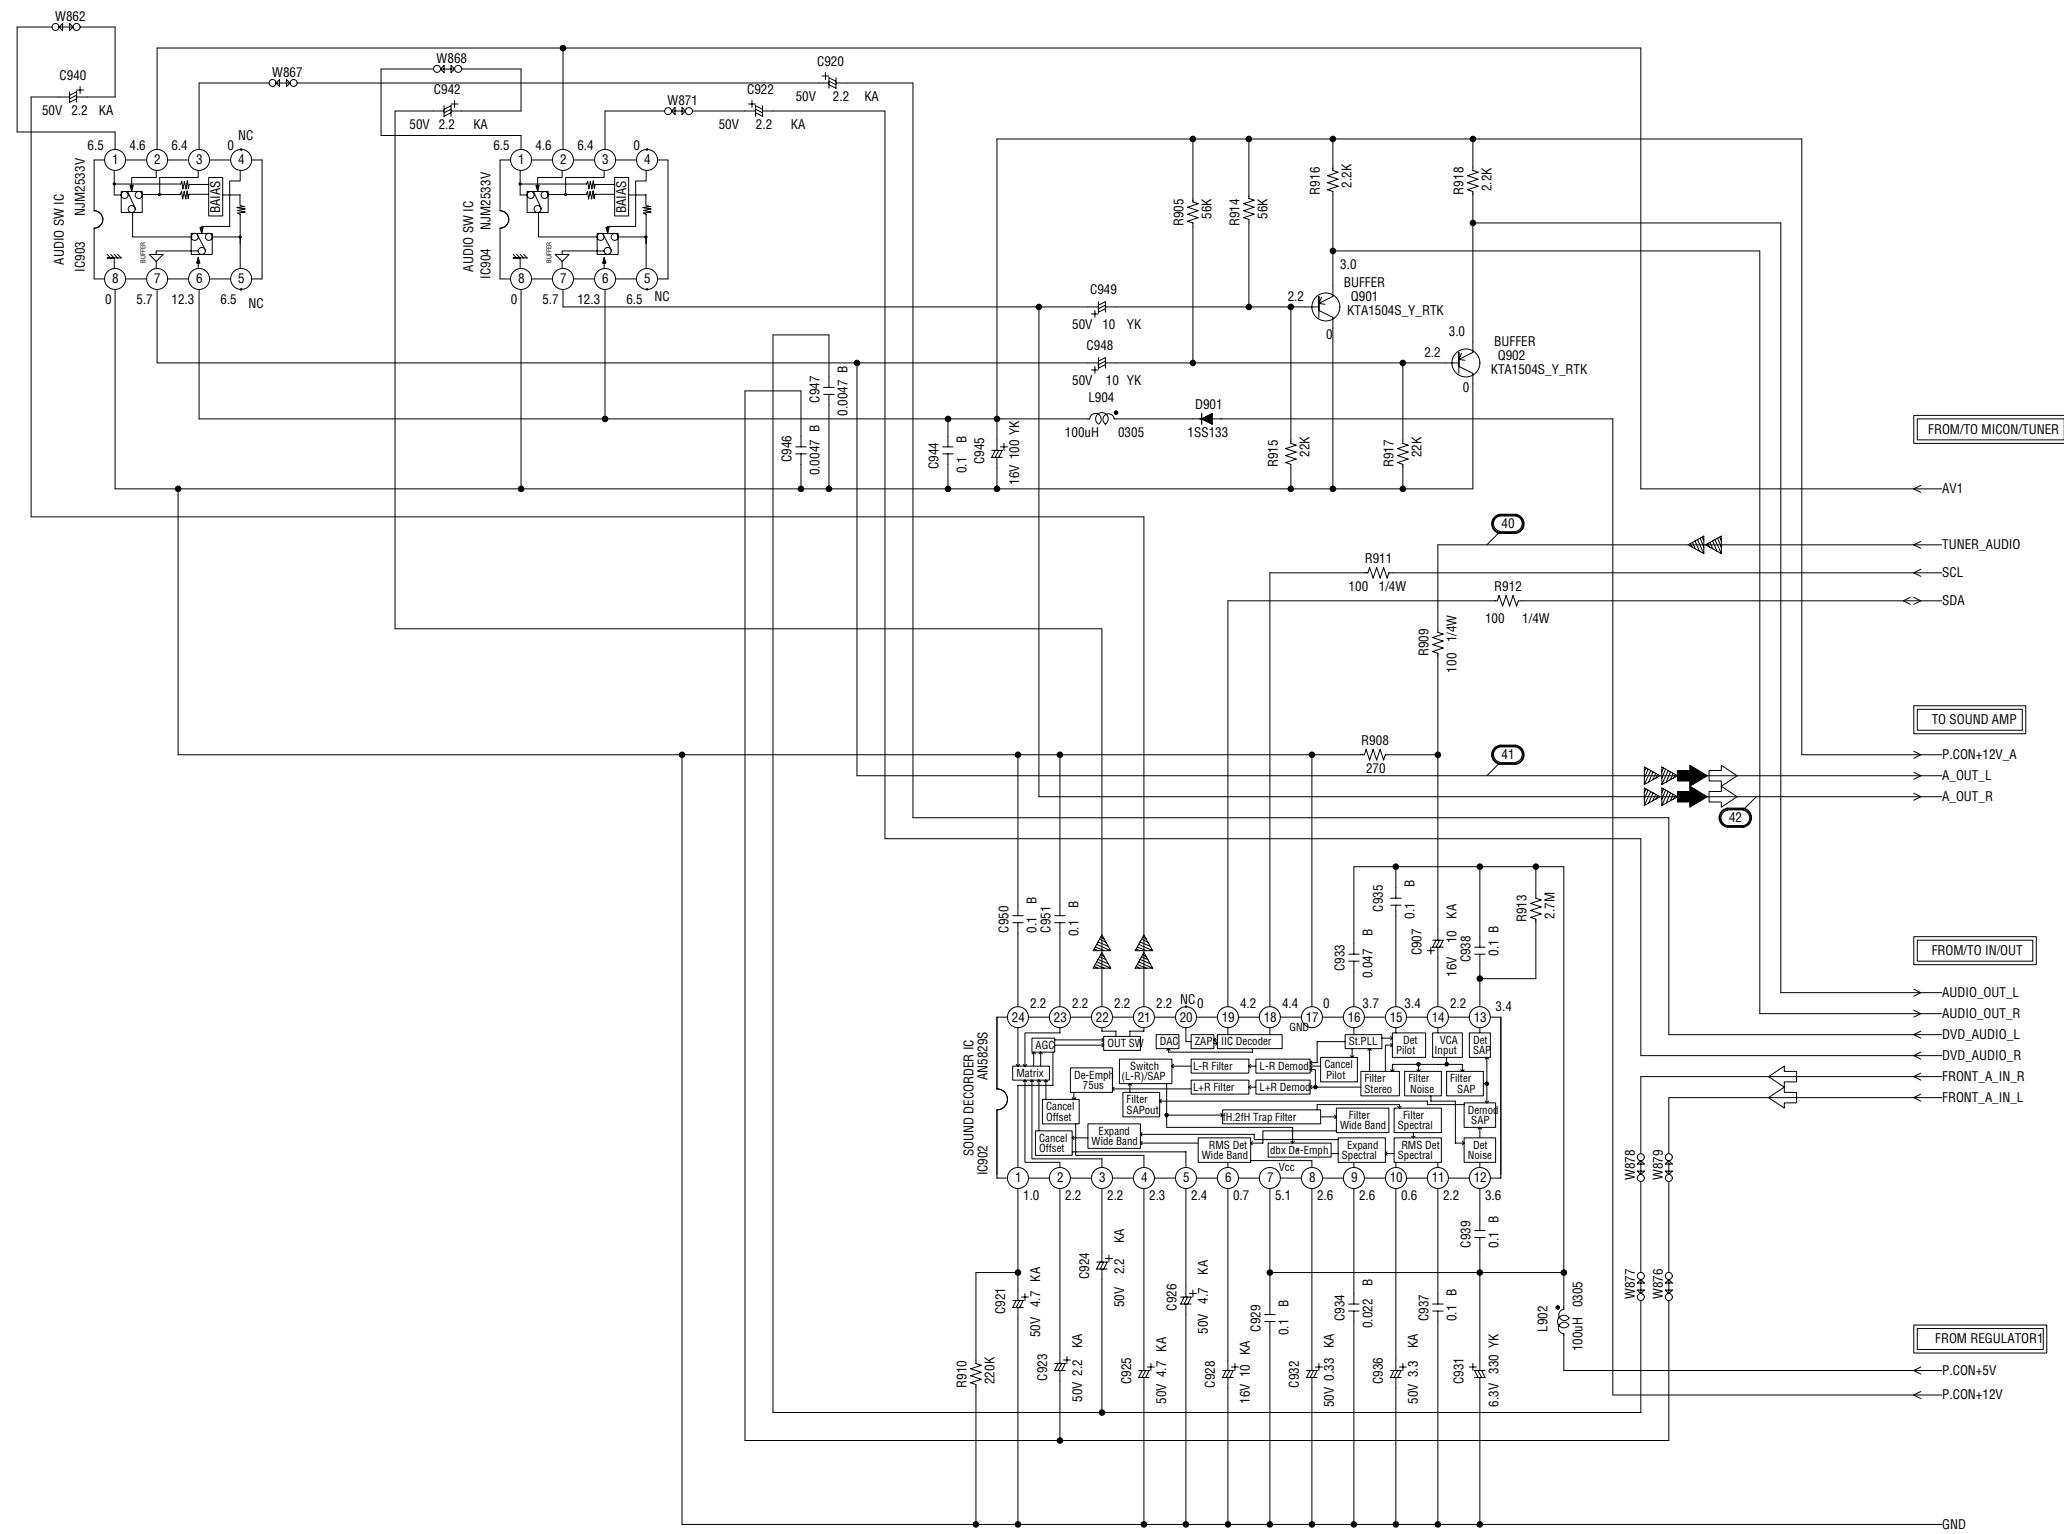 W862
C940
50V 2.2 KA
W867
W868
C942
50V 2.2 KA
W871
C922
50V 2.2 KA
C920
50V 2.2 KA
6.5 4.6 6.4 0 NC
1 2 3 4
AUDIO SW IC
IC903 NJM2533V
BAIAS
BUFFER
8 7 6 5
0 5.7 12.3 6.5 NC
6.5 4.6 6.4 0
1 2 3 4
AUDIO SW IC
IC904 NJM2533V
BAIAS
BUFFER
8 7 6 5
0 5.7 12.3 6.5 NC
R905
56K
R914
56K
R916
2.2K
R918
2.2K
C949
50V 10 YK
C948
50V 10 YK
2.2
3.0
BUFFER
Q901
KTA1504S_Y_RTK
0
2.2
3.0
BUFFER
Q902
KTA1504S_Y_RTK
0
L904
100uH 0305
D901
1SS133
C947
0.0047 B
C946
0.0047 B
C944
0.1 B
C945
16V 100 YK
R915
22K
R917
22K
FROM/TO MICON/TUNER
AV1
40
TUNER_AUDIO
R911
100 1/4W
SCL
R912
100 1/4W
SDA
R909
100 1/4W
TO SOUND AMP
R908
270
41
P.CON+12V_A
A_OUT_L
A_OUT_R
42
C950
0.1 B
C951
0.1 B
C933
0.047 B
C935
0.1 B
C907
16V 10 KA
C938
0.1 B
R913
2.7M
FROM/TO IN/OUT
AUDIO_OUT_L
AUDIO_OUT_R
DVD_AUDIO_L
DVD_AUDIO_R
FRONT_A_IN_R
FRONT_A_IN_L
2.2 2.2 2.2 2.2 NC 0 4.2 4.4 0 3.7 3.4 2.2 3.4
24 23 22 21 20 19 18 17 16 15 14 13
GND
SOUND DECORDER IC
IC902 AN5829S
AGC
OUT SW
DAC
ZAP
IIC Decoder
St.PLL
Det
Pilot
VCA
Input
Det
SAP
Matrix
De-Emph
75us
Switch
(L-R)/SAP
L-R Filter
L-R Demod
Cancel
Pilot
L+R Filter
L+R Demod
Filter
Stereo
Filter
Noise
Filter
SAP
Cancel
Offset
Filter
SAPout
fH.2fH Trap Filter
Filter
Wide Band
Filter
Spectral
Demod
SAP
Cancel
Offset
Expand
Wide Band
RMS Det
Wide Band
dbx De-Emph
Expand
Spectral
RMS Det
Spectral
Det
Noise
Vcc
1 2 3 4 5 6 7 8 9 10 11 12
1.0 2.2 2.2 2.3 2.4 0.7 5.1 2.6 2.6 0.6 2.2 3.6
W878
W879
W877
W876
C939
0.1 B
C924
50V 2.2 KA
C921
50V 4.7 KA
C926
50V 4.7 KA
C929
0.1 B
C934
0.022 B
C937
0.1 B
L902
100uH 0305
R910
220K
C923
50V 2.2 KA
C925
50V 4.7 KA
C928
16V 10 KA
C932
50V 0.33 KA
C936
50V 3.3 KA
C931
6.3V 330 YK
FROM REGULATOR1
P.CON+5V
P.CON+12V
GND